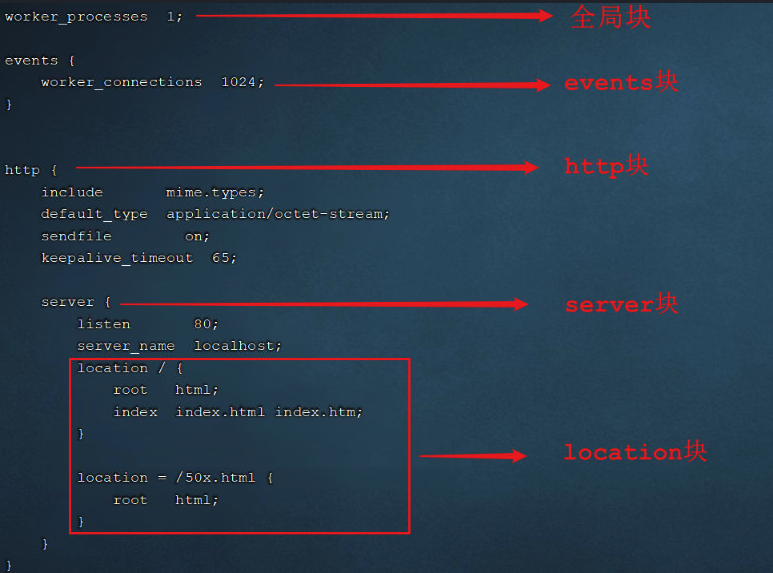 worker_processes  1; 全局块
events {
worker_connections  1024; events块
}
http { http块
include       mime.types;
default_type  application/octet-stream;
sendfile        on;
keepalive_timeout  65;
server { server块
listen       80;
server_name  localhost;
location / {
root   html;
index  index.html index.htm;
}
location块
location = /50x.html {
root   html;
}
}
}